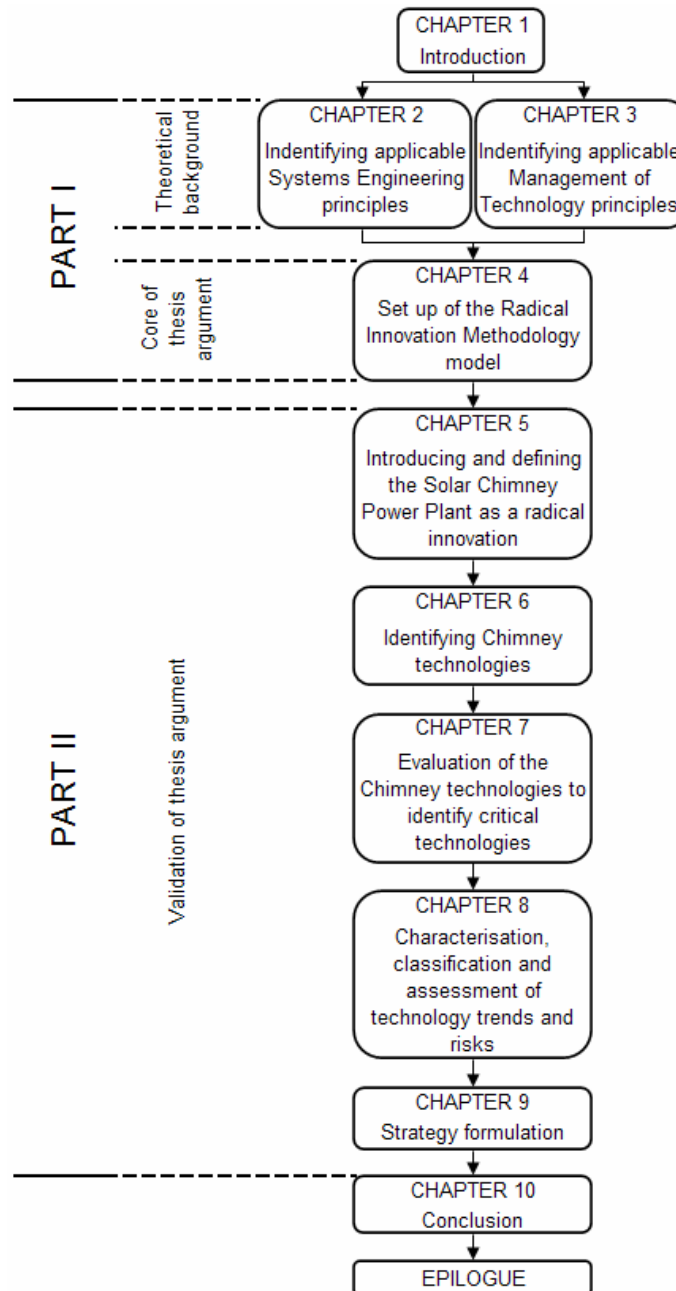 CHAPTER 1
Introduction
PART I
Theoretical
background
CHAPTER 2
Indentifying applicable
Systems Engineering
principles
CHAPTER 3
Indentifying applicable
Management of
Technology principles
Core of
thesis
argument
CHAPTER 4
Set up of the Radical
Innovation Methodology
model
PART II
Validation of thesis argument
CHAPTER 5
Introducing and defining
the Solar Chimney
Power Plant as a radical
innovation
CHAPTER 6
Identifying Chimney
technologies
CHAPTER 7
Evaluation of the
Chimney technologies to
identify critical
technologies
CHAPTER 8
Characterisation,
classification and
assessment of
technology trends and
risks
CHAPTER 9
Strategy formulation
CHAPTER 10
Conclusion
EPILOGUE